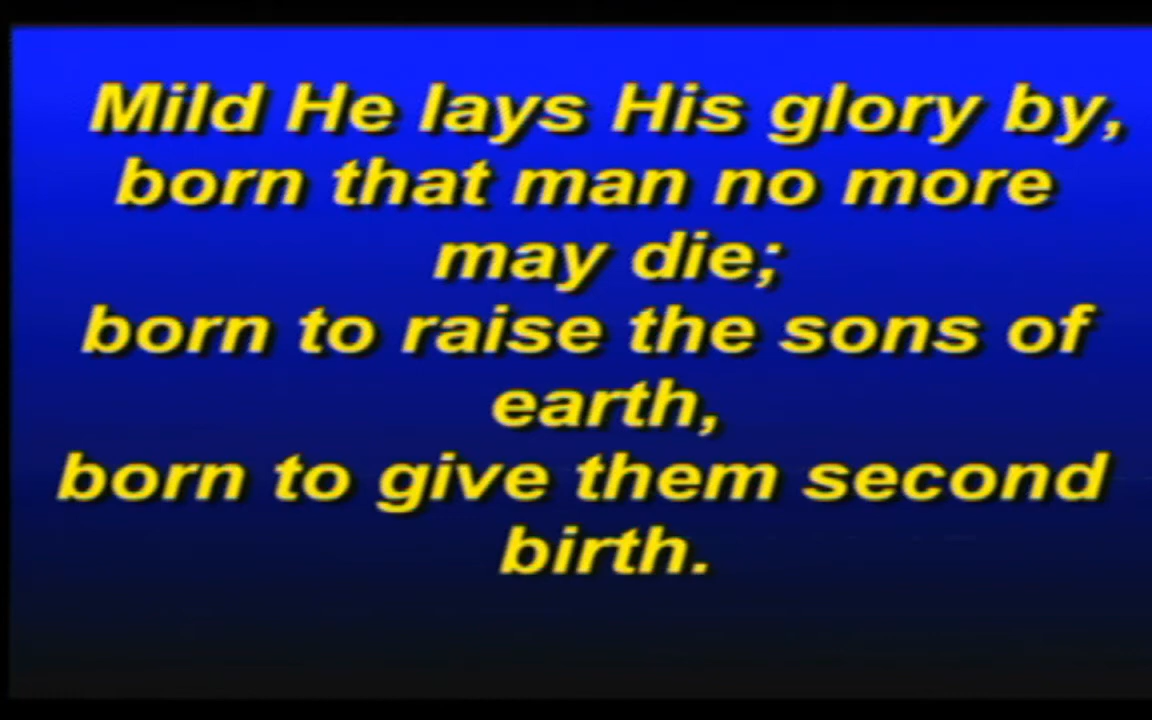 Mild He lays His glory by,
born that man no more
may die;
born to raise the sons of
earth,
born to give them second
birth.